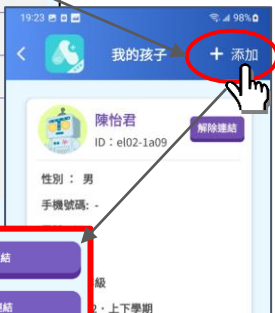 19:23 98%
我的孩子 + 添加
陳怡君
ID：el02-1a09
解除連結
性別： 男
手機號碼: -
結
級
2・上下學期
結